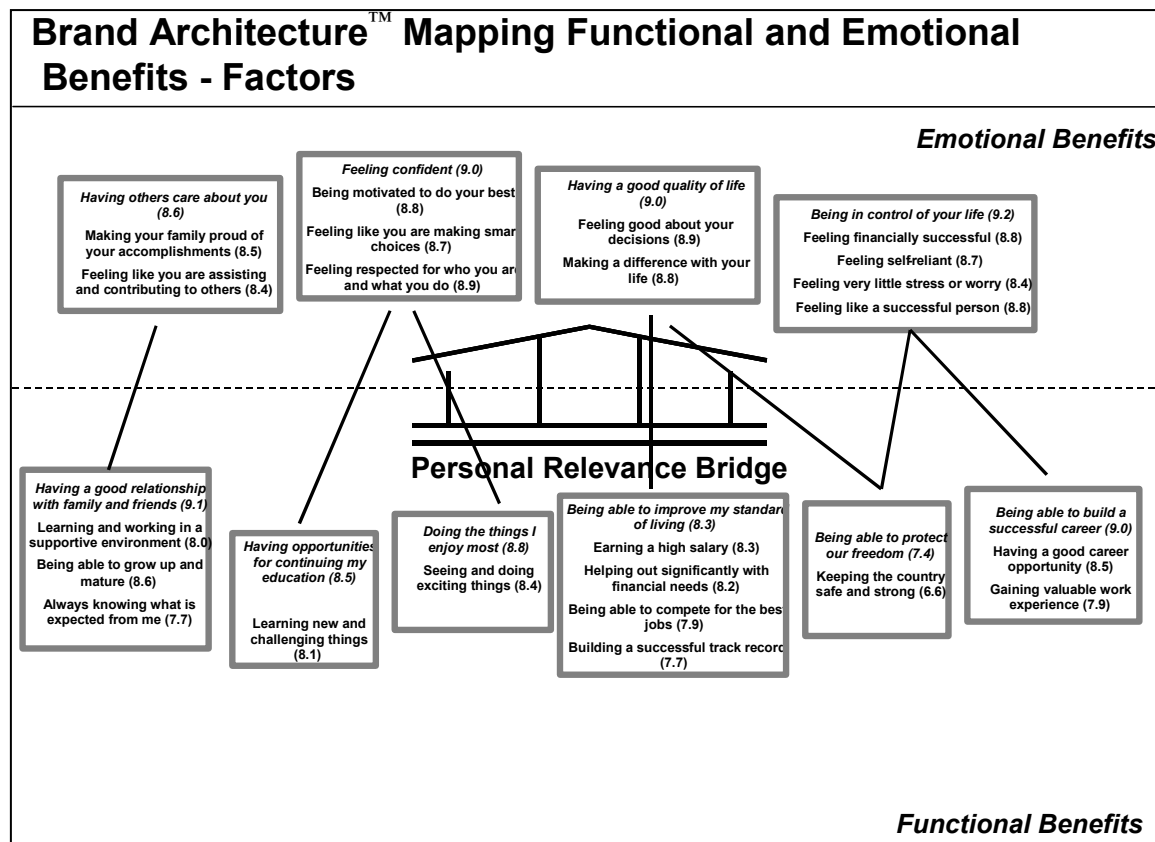 Brand Architecture™ Mapping Functional and Emotional
Benefits - Factors
Emotional Benefits
Having others care about you
(8.6)
Making your family proud of
your accomplishments (8.5)
Feeling like you are assisting
and contributing to others (8.4)
Feeling confident (9.0)
Being motivated to do your best
(8.8)
Feeling like you are making smar
choices (8.7)
Feeling respected for who you are
and what you do (8.9)
Having a good quality of life
(9.0)
Feeling good about your
decisions (8.9)
Making a difference with your
life (8.8)
Being in control of your life (9.2)
Feeling financially successful (8.8)
Feeling selfreliant (8.7)
Feeling very little stress or worry (8.4)
Feeling like a successful person (8.8)
Personal Relevance Bridge
Having a good relationship
with family and friends (9.1)
Learning and working in a
supportive environment (8.0)
Being able to grow up and
mature (8.6)
Always knowing what is
expected from me (7.7)
Having opportunities
for continuing my
education (8.5)
Learning new and
challenging things
(8.1)
Doing the things I
enjoy most (8.8)
Seeing and doing
exciting things (8.4)
Being able to improve my standard
of living (8.3)
Earning a high salary (8.3)
Helping out significantly with
financial needs (8.2)
Being able to compete for the best
jobs (7.9)
Building a successful track record
(7.7)
Being able to protect
our freedom (7.4)
Keeping the country
safe and strong (6.6)
Being able to build a
successful career (9.0)
Having a good career
opportunity (8.5)
Gaining valuable work
experience (7.9)
Functional Benefits